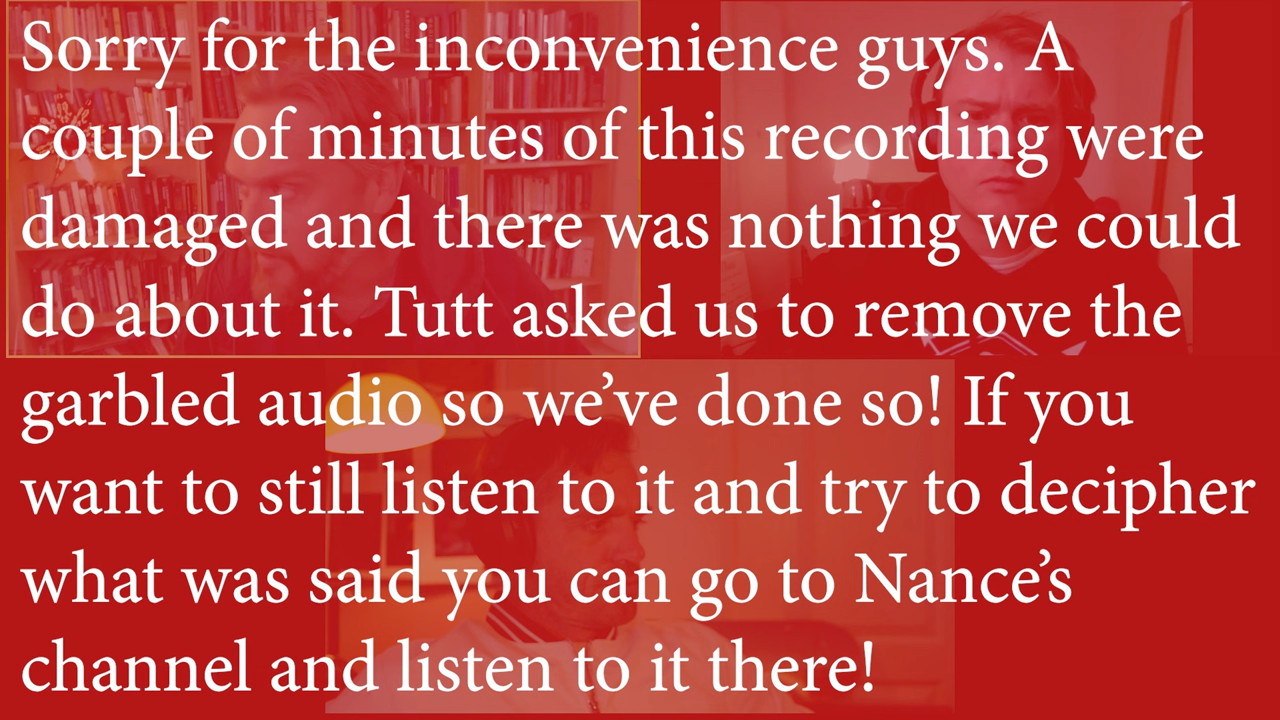 Sorry for the inconvenience guys. A
couple of minutes of this recording were
damaged and there was nothing we could
do about it. Tutt asked us to remove the
garbled audio so we’ve done so! If you
want to still listen to it and try to decipher
what was said you can go to Nance’s
channel and listen to it there!